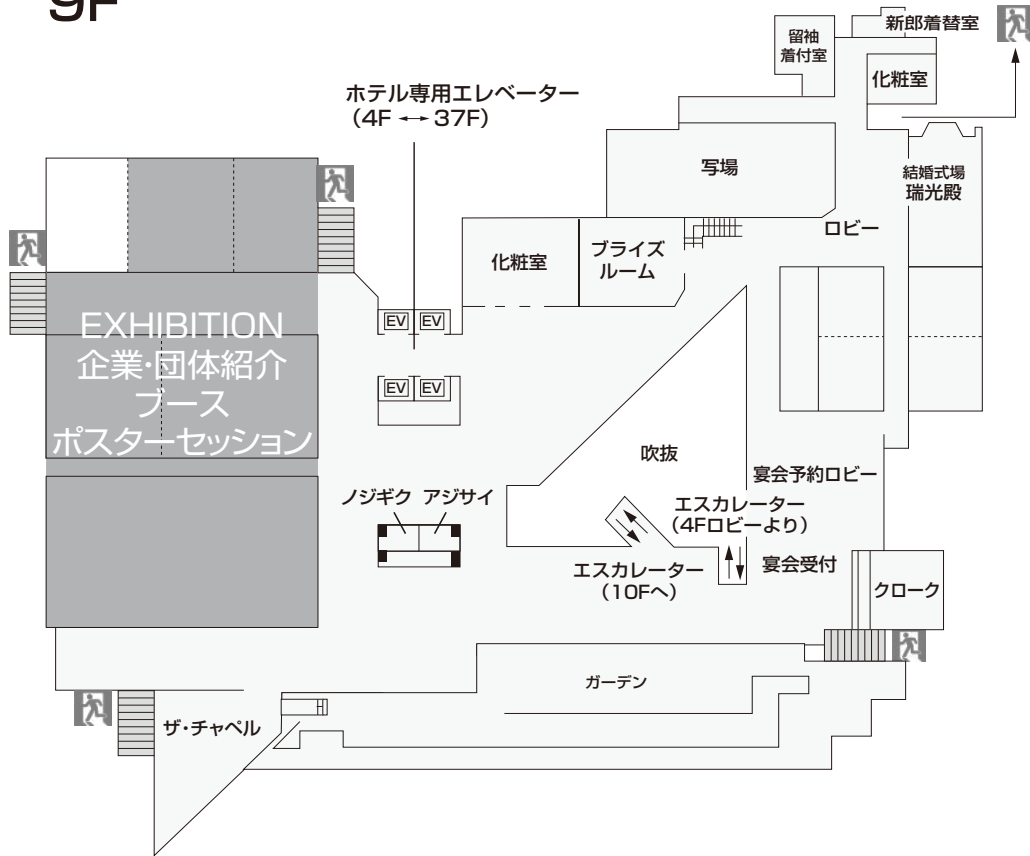 9F
新郎着替室
留袖
着付室
化粧室
ホテル専用エレベーター
(4F ↔ 37F)
写場
結婚式場
瑞光殿
ロビー
化粧室
ブライズ
ルーム
EV EV
EXHIBITION
企業・団体紹介
ブース
ポスターセッション
EV EV
吹抜
宴会予約ロビー
ノジギク アジサイ
エスカレーター
(4Fロビーより)
エスカレーター
(10Fへ)
宴会受付
クローク
ガーデン
ザ・チャペル